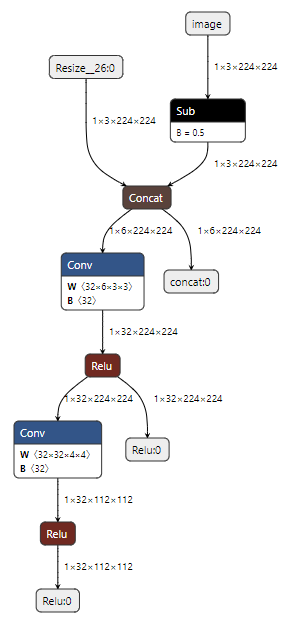 image
1×3×224×224
Resize__26:0
Sub
B = 0.5
1×3×224×224
1×3×224×224
Concat
1×6×224×224
1×6×224×224
Conv
W ⟨32×6×3×3⟩
B ⟨32⟩
concat:0
1×32×224×224
Relu
1×32×224×224
1×32×224×224
Conv
W ⟨32×32×4×4⟩
B ⟨32⟩
Relu:0
1×32×112×112
Relu
1×32×112×112
Relu:0